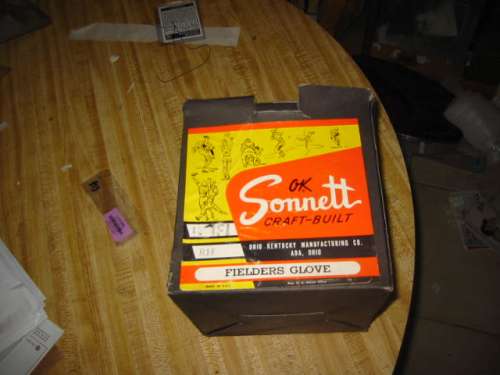 OK
Sonnett
CRAFT-BUILT
OHIO KENTUCKY MANUFACTURING CO.
ADA, OHIO
FIELDERS GLOVE